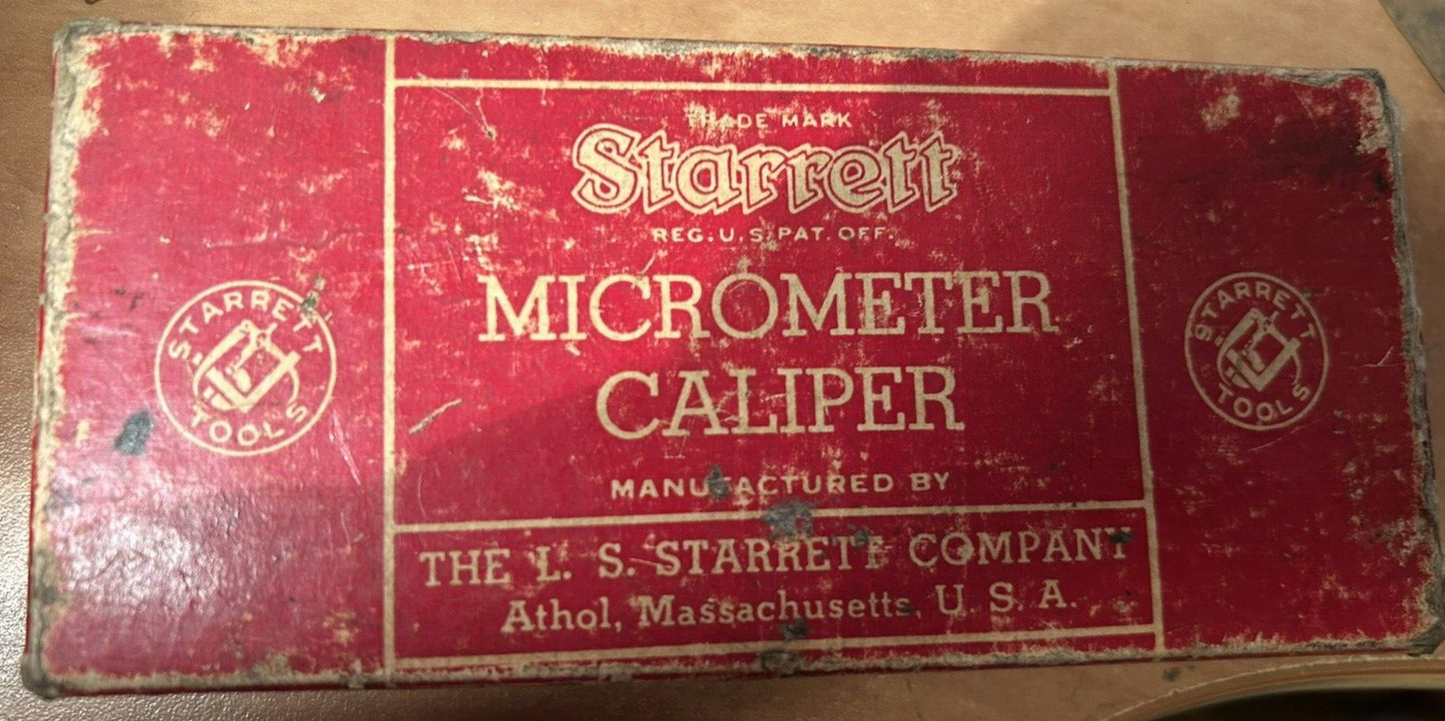 TRADE MARK
Starrett
REG. U. S. PAT. OFF.
MICROMETER
CALIPER
MANUFACTURED BY
THE L. S. STARRETT COMPANY
Athol, Massachusetts, U. S. A.
STARRETT
TOOLS
STARRETT
TOOLS